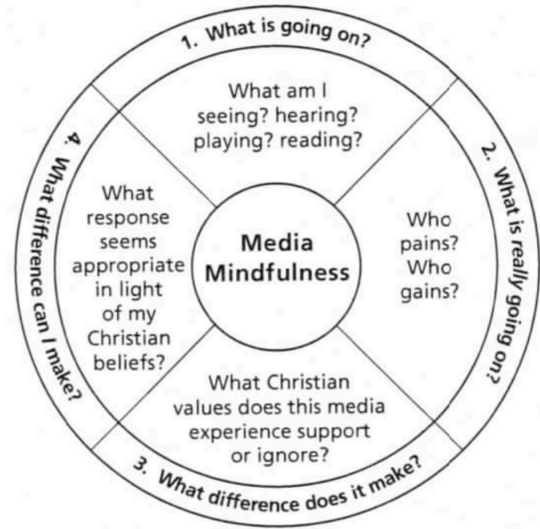 1. What is going on?
What am I
seeing? hearing?
playing? reading?
2. What is really going on?
Who
pains?
Who
gains?
3. What difference does it make?
What Christian
values does this media
experience support
or ignore?
4. What difference can I make?
What
response
seems
appropriate
in light
of my
Christian
beliefs?
Media
Mindfulness